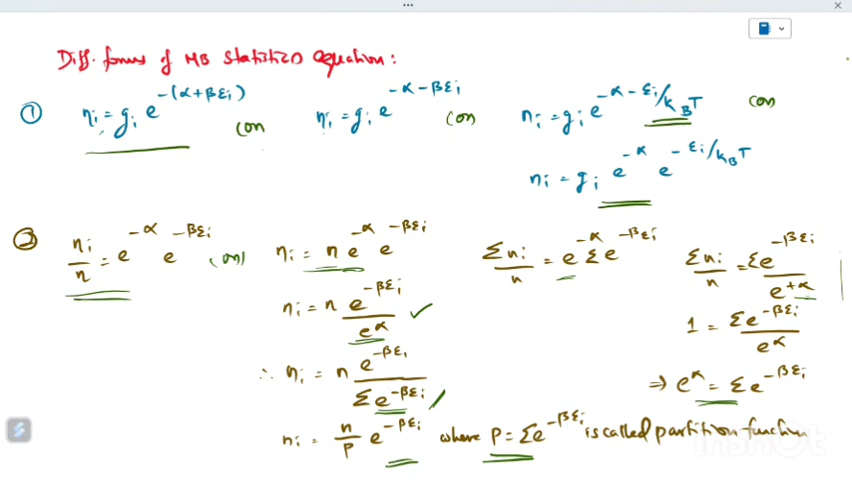 Diff. forms of MB statistics equation:
① nᵢ = gᵢ e^-(α+βεᵢ) (or) nᵢ = gᵢ e^-α-βεᵢ (or) nᵢ = gᵢ e^-α-εᵢ/k_BT (or)
nᵢ = gᵢ e^-α e^-εᵢ/k_BT
② nᵢ/n = e^-α e^-βεᵢ (or) nᵢ = n e^-α e^-βεᵢ Σnᵢ/n = e^-α Σe^-βεᵢ Σnᵢ/n = Σe^-βεᵢ/e^+α
nᵢ = n e^-βεᵢ/e^α ✓ 1 = Σe^-βεᵢ/e^α
∴ nᵢ = n e^-βεᵢ/Σe^-βεᵢ ⇒ e^α = Σe^-βεᵢ
nᵢ = n/P e^-βεᵢ where P = Σe^-βεᵢ is called partition function
InShOt